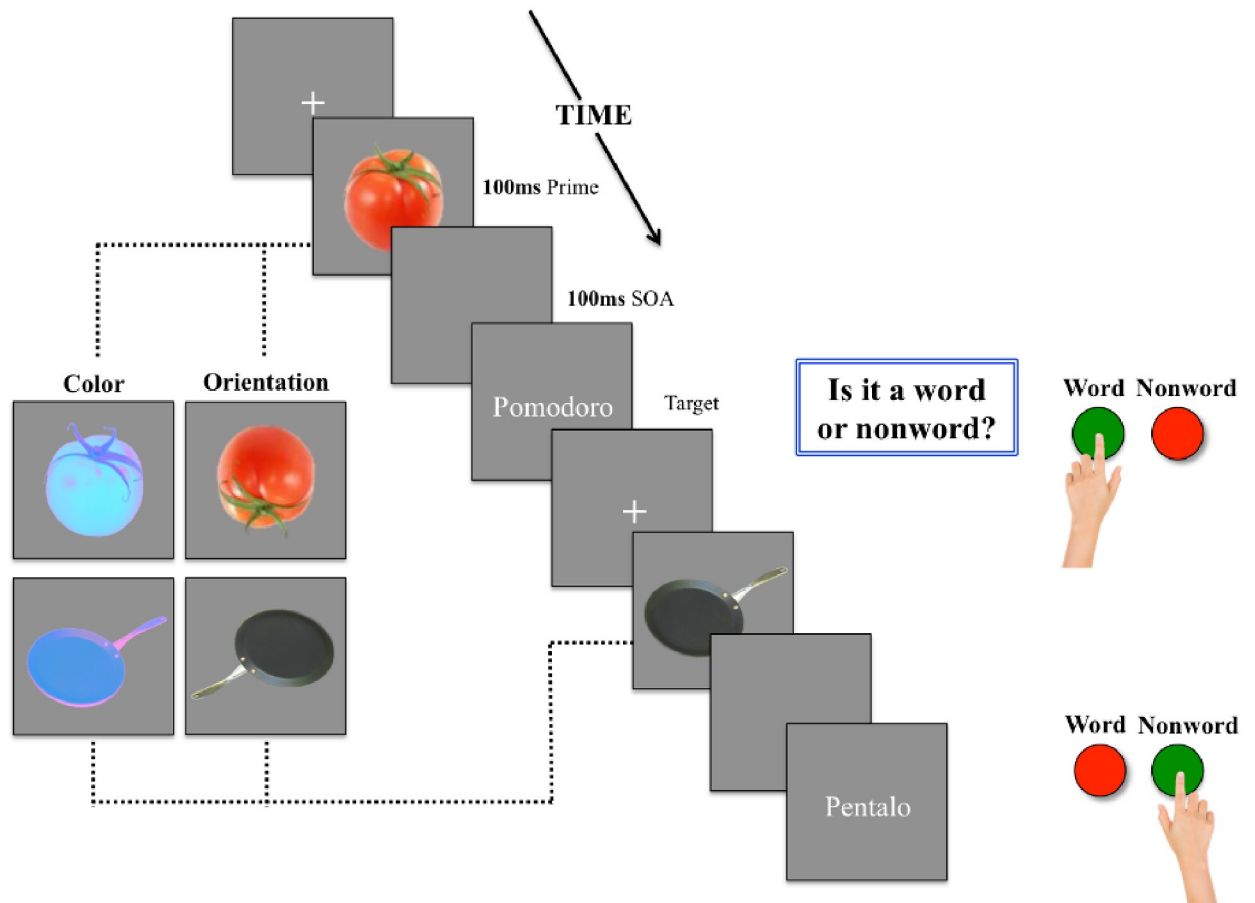 TIME
100ms Prime
100ms SOA
Color
Orientation
Pomodoro
Target
Is it a word
or nonword?
Word Nonword
Word Nonword
Pentalo